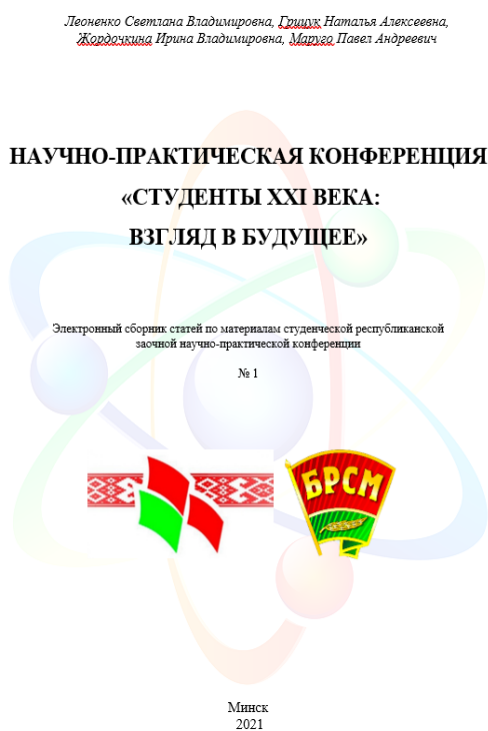 Леоненко Светлана Владимировна, Грицук Наталья Алексеевна,
Жордочкина Ирина Владимировна, Маруго Павел Андреевич
НАУЧНО-ПРАКТИЧЕСКАЯ КОНФЕРЕНЦИЯ
«СТУДЕНТЫ XXI ВЕКА:
ВЗГЛЯД В БУДУЩЕЕ»
Электронный сборник статей по материалам студенческой республиканской
заочной научно-практической конференции
№ 1
БРСМ
Минск
2021